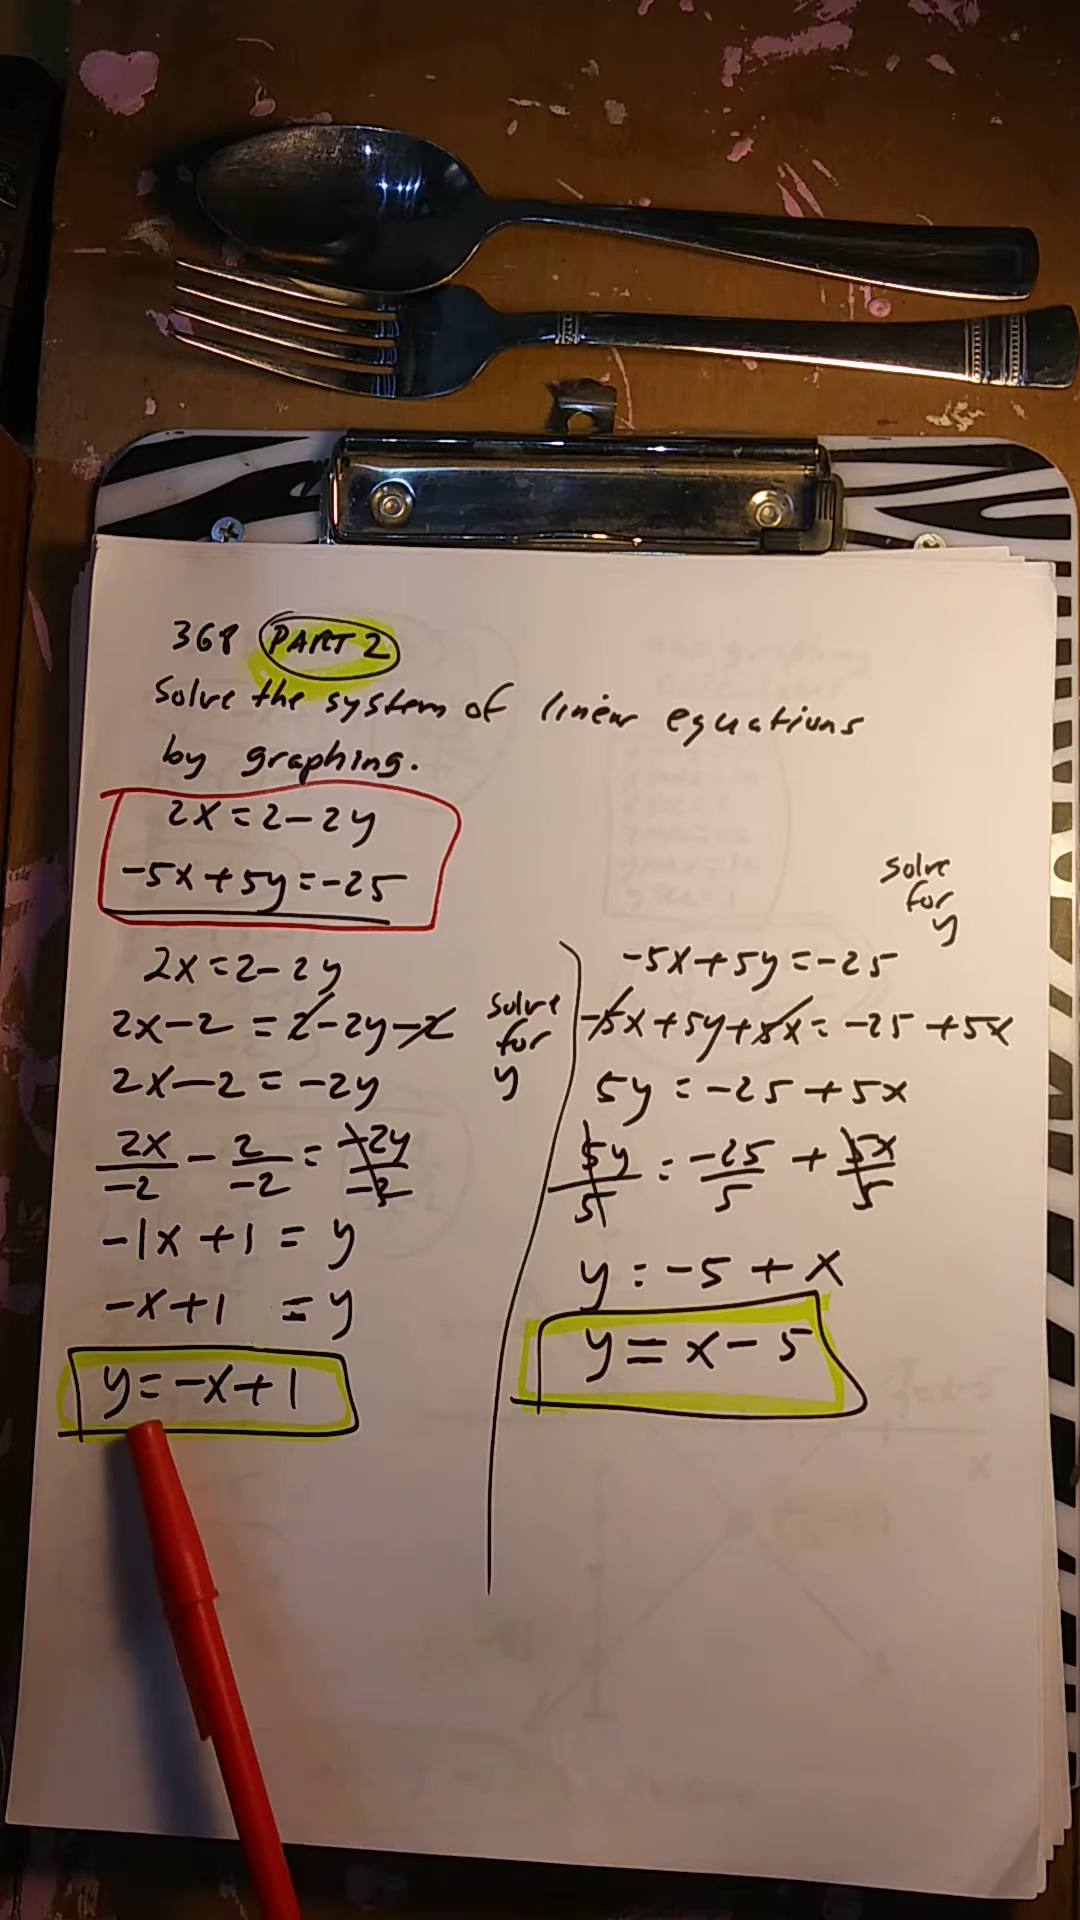 368 PART 2
Solve the system of linear equations
by graphing.
2x=2-2y
-5x+5y=-25
2x=2-2y
2x-2=2-2y-2
2x-2=-2y
2x/-2 - 2/-2 = -2y/-2
-1x+1=y
-x+1=y
y=-x+1
solve
for
y
solve
for
y
-5x+5y=-25
-5x+5y+5x=-25+5x
5y=-25+5x
5y/5=-25/5+5x/5
y=-5+x
y=x-5